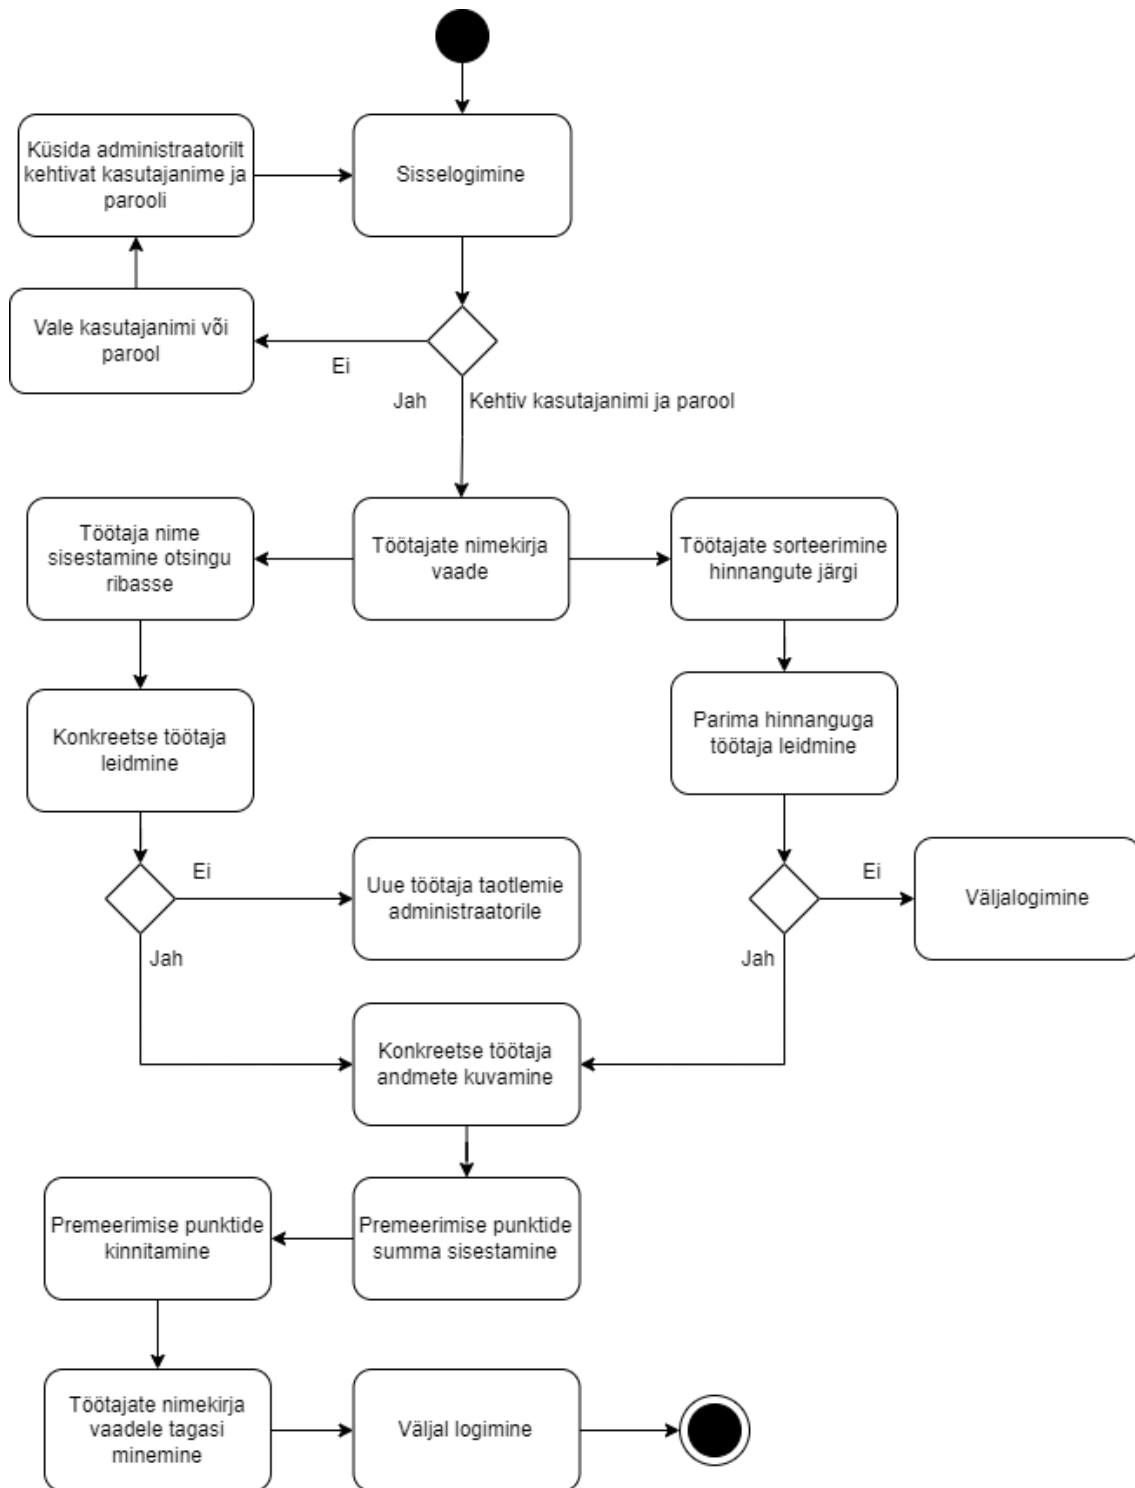 Küsida administraatorilt
kehtivat kasutajanime ja
parooli
Sisselogimine
Vale kasutajanimi või
parool
Ei
Jah
Kehtiv kasutajanimi ja parool
Töötaja nime
sisestamine otsingu
ribasse
Töötajate nimekirja
vaade
Töötajate sorteerimine
hinnangute järgi
Konkreetse töötaja
leidmine
Parima hinnanguga
töötaja leidmine
Ei
Uue töötaja taotlemie
administraatorile
Ei
Väljalogimine
Jah
Jah
Konkreetse töötaja
andmete kuvamine
Premeerimise punktide
kinnitamine
Premeerimise punktide
summa sisestamine
Töötajate nimekirja
vaadele tagasi
minemine
Väljal logimine